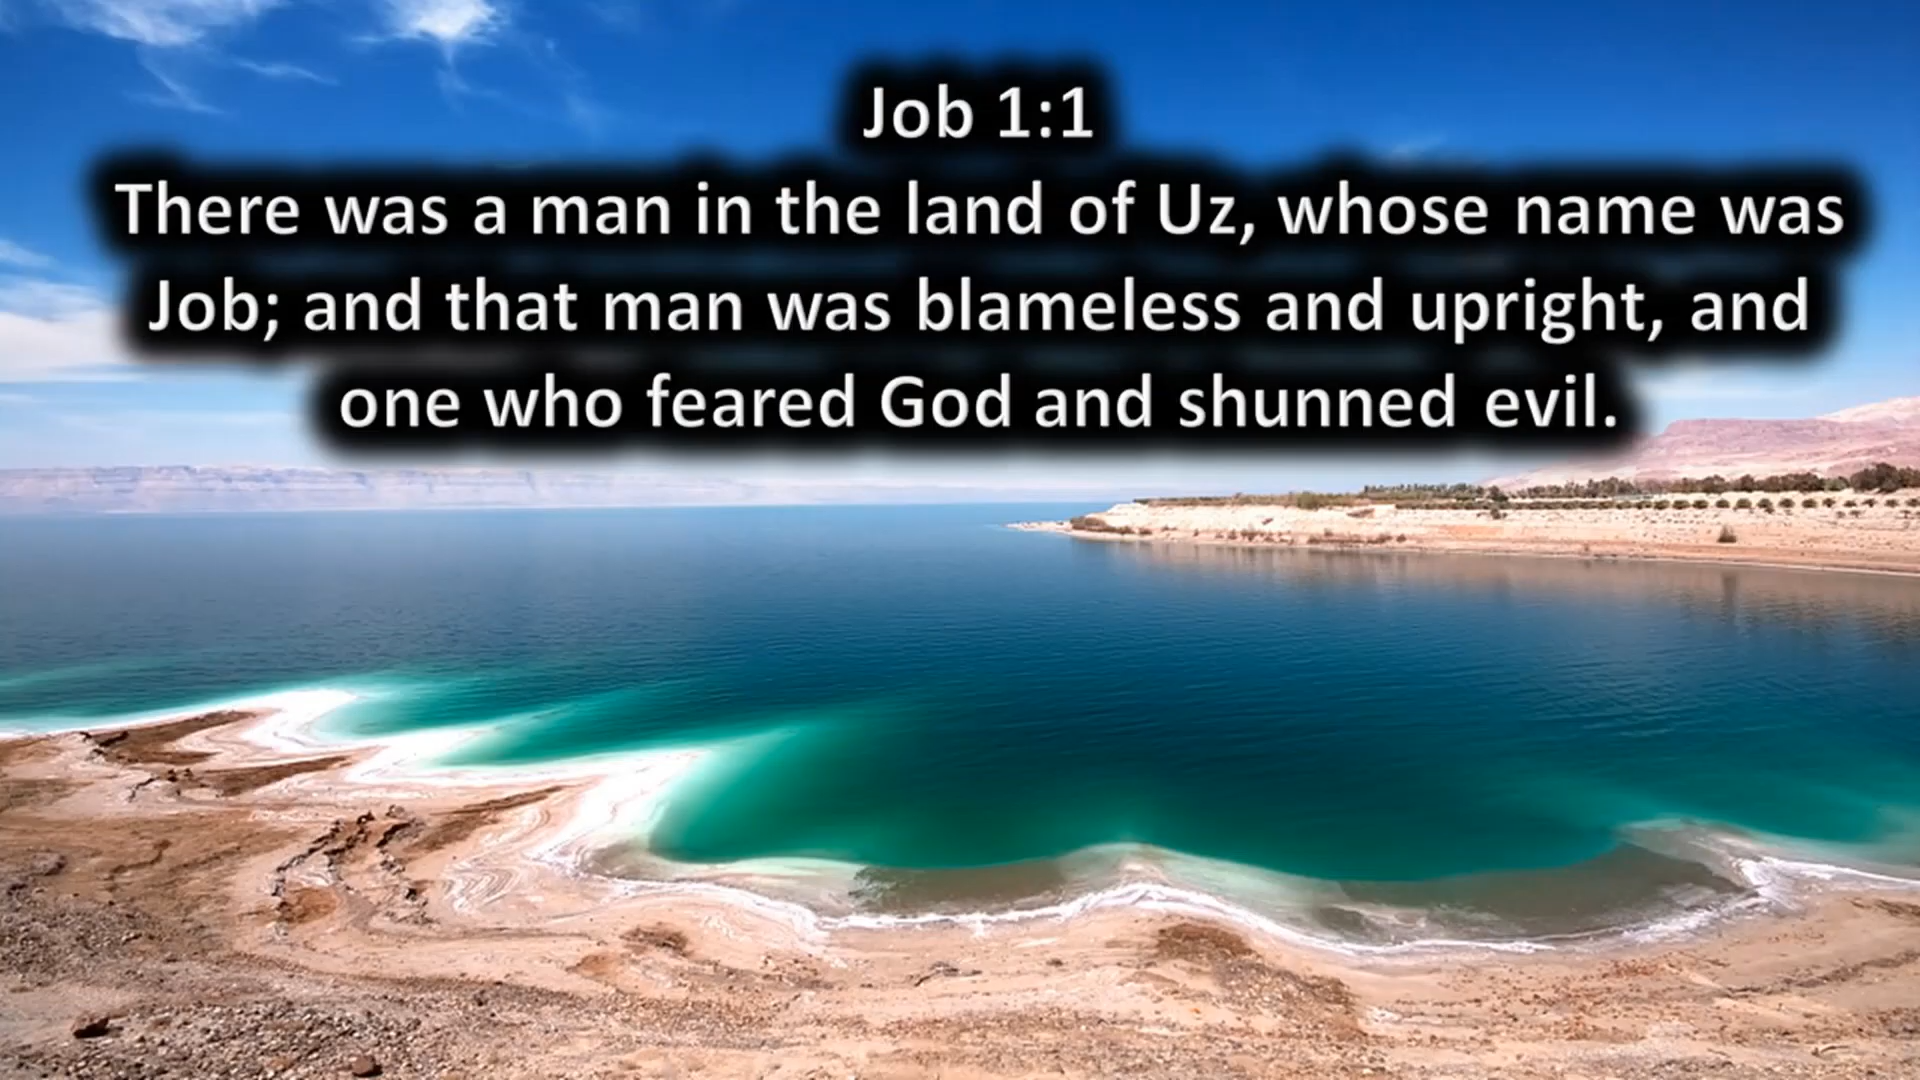 Job 1:1
There was a man in the land of Uz, whose name was
Job; and that man was blameless and upright, and
one who feared God and shunned evil.